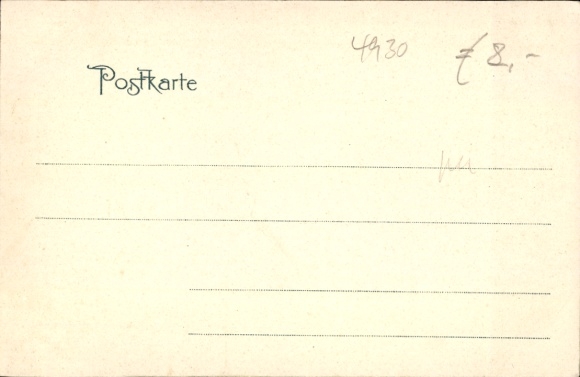 4930 € 8,-
Postkarte